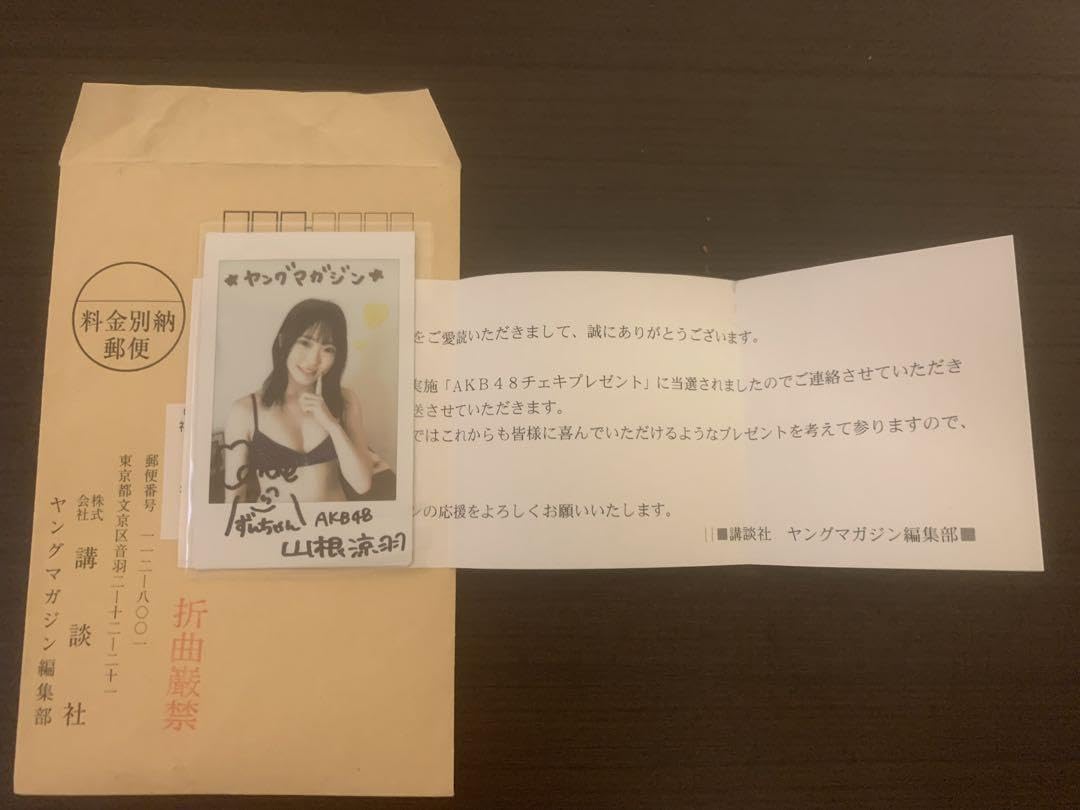 料金別納
郵便
郵便番号 一一二ー八〇〇一
東京都文京区音羽二ー十二ー二十一
株式会社 講談社
ヤングマガジン編集部
折曲厳禁
★ヤングマガジン★
ずんちゃん AKB48
山根涼羽
をご愛読いただきまして、誠にありがとうございます。
実施「AKB48チェキプレゼント」に当選されましたのでご連絡させていただき
送させていただきます。
ではこれからも皆様に喜んでいただけるようなプレゼントを考えて参りますので、
ンの応援をよろしくお願いいたします。
■講談社 ヤングマガジン編集部■